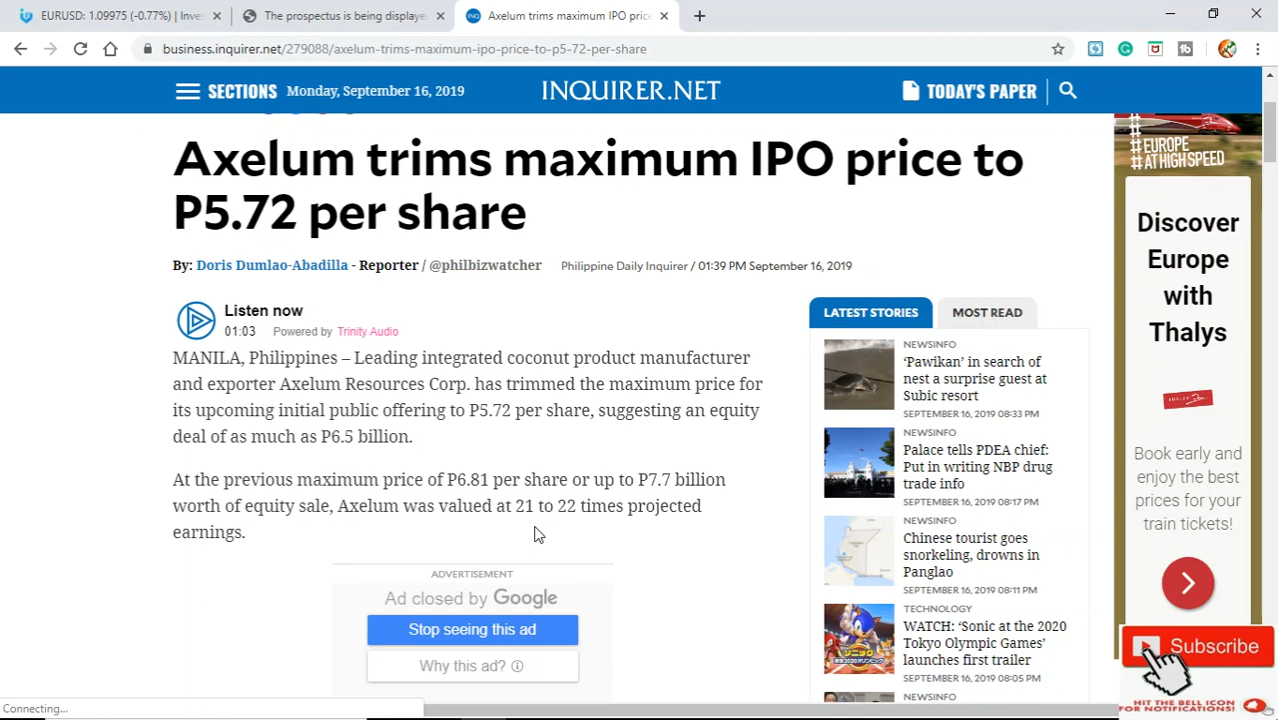 EURUSD: 1.09975 (-0.77%) | Inves
The prospectus is being displaye
Axelum trims maximum IPO price
business.inquirer.net/279088/axelum-trims-maximum-ipo-price-to-p5-72-per-share
SECTIONS
Monday, September 16, 2019
INQUIRER.NET
TODAY'S PAPER
Axelum trims maximum IPO price to
P5.72 per share
By: Doris Dumlao-Abadilla - Reporter / @philbizwatcher
Philippine Daily Inquirer / 01:39 PM September 16, 2019
Listen now
01:03 Powered by Trinity Audio
MANILA, Philippines – Leading integrated coconut product manufacturer
and exporter Axelum Resources Corp. has trimmed the maximum price for
its upcoming initial public offering to P5.72 per share, suggesting an equity
deal of as much as P6.5 billion.
At the previous maximum price of P6.81 per share or up to P7.7 billion
worth of equity sale, Axelum was valued at 21 to 22 times projected
earnings.
ADVERTISEMENT
Ad closed by Google
Stop seeing this ad
Why this ad?
LATEST STORIES
MOST READ
NEWSINFO
‘Pawikan’ in search of
nest a surprise guest at
Subic resort
SEPTEMBER 16, 2019 08:33 PM
NEWSINFO
Palace tells PDEA chief:
Put in writing NBP drug
trade info
SEPTEMBER 16, 2019 08:17 PM
NEWSINFO
Chinese tourist goes
snorkeling, drowns in
Panglao
SEPTEMBER 16, 2019 08:11 PM
TECHNOLOGY
WATCH: ‘Sonic at the 2020
Tokyo Olympic Games’
launches first trailer
SEPTEMBER 16, 2019 08:05 PM
NEWSINFO
#EUROPE
#ATHIGHSPEED
Discover
Europe
with
Thalys
Book early and
enjoy the best
prices for your
train tickets!
Subscribe
HIT THE BELL ICON
FOR NOTIFICATIONS!
Connecting...